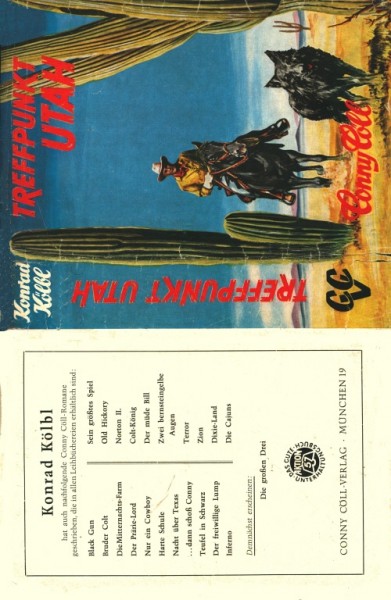 Konrad
Kölbl
TREFFPUNKT
UTAH
Conny Cöll
TREFFPUNKT UTAH
CC
V
Konrad Kölbl
hat auch nachfolgende Conny Cöll-Romane
geschrieben, die in allen Leihbüchereien erhältlich sind:
Black Gun
Bruder Colt
Die Mitternachts-Farm
Der Prärie-Lord
Nur ein Cowboy
Harte Schule
Nacht über Texas
...dann schoß Conny
Teufel in Schwarz
Der freiwillige Lump
Inferno
Sein größtes Spiel
Old Hickory
Norton II.
Colt-König
Der müde Bill
Zwei bernsteingelbe
Augen
Terror
Zion
Dixie-Land
Die Cajuns
Demnächst erscheinen:
Die großen Drei
CONNY CÖLL-VERLAG · MÜNCHEN 19